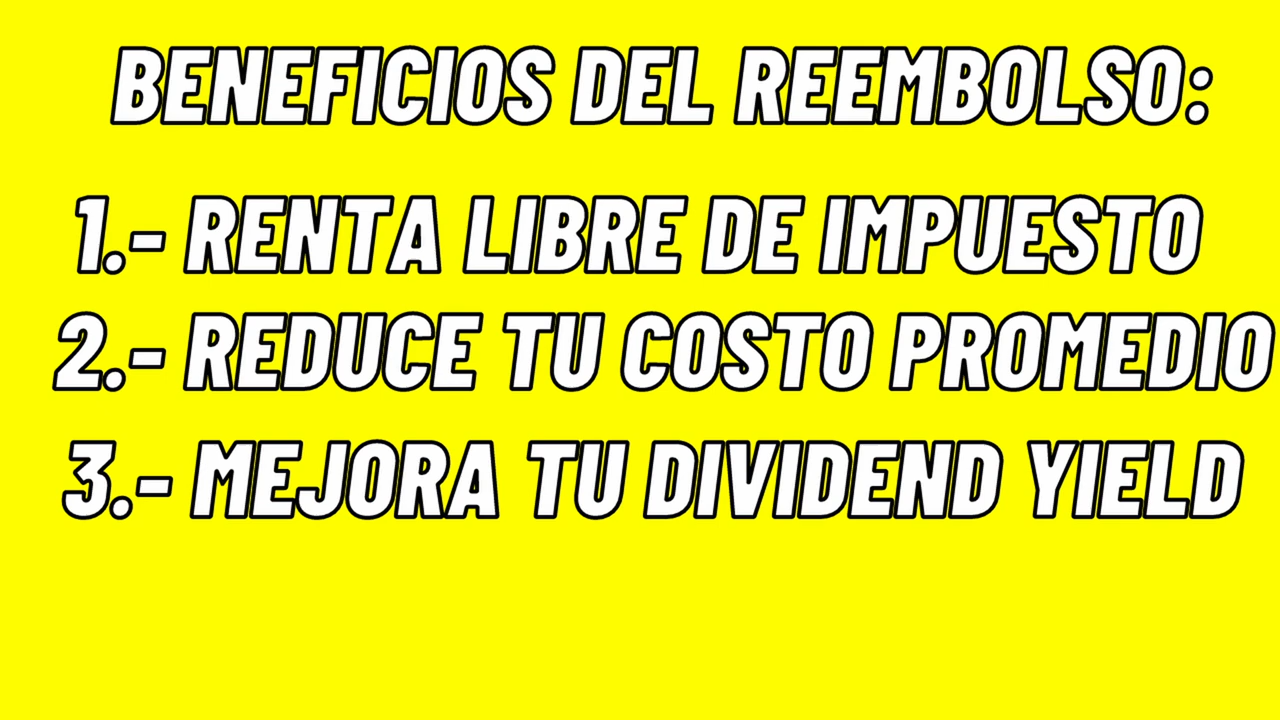 BENEFICIOS DEL REEMBOLSO:
1.- RENTA LIBRE DE IMPUESTO
2.- REDUCE TU COSTO PROMEDIO
3.- MEJORA TU DIVIDEND YIELD